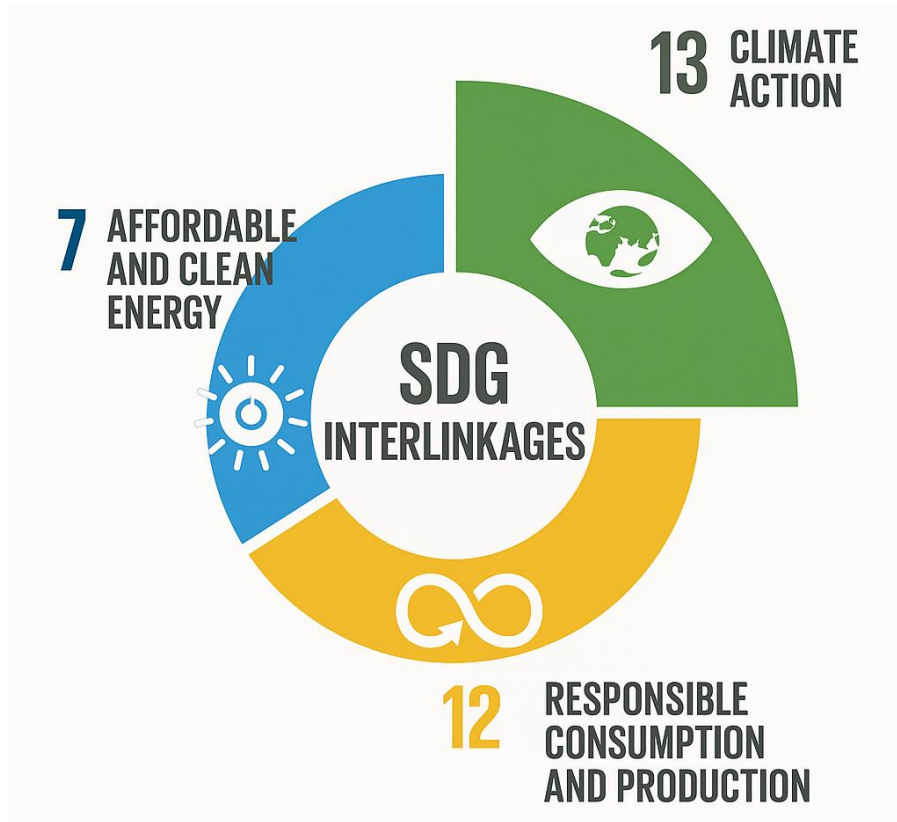 13 CLIMATE
ACTION
7 AFFORDABLE
AND CLEAN
ENERGY
SDG
INTERLINKAGES
12 RESPONSIBLE
CONSUMPTION
AND PRODUCTION